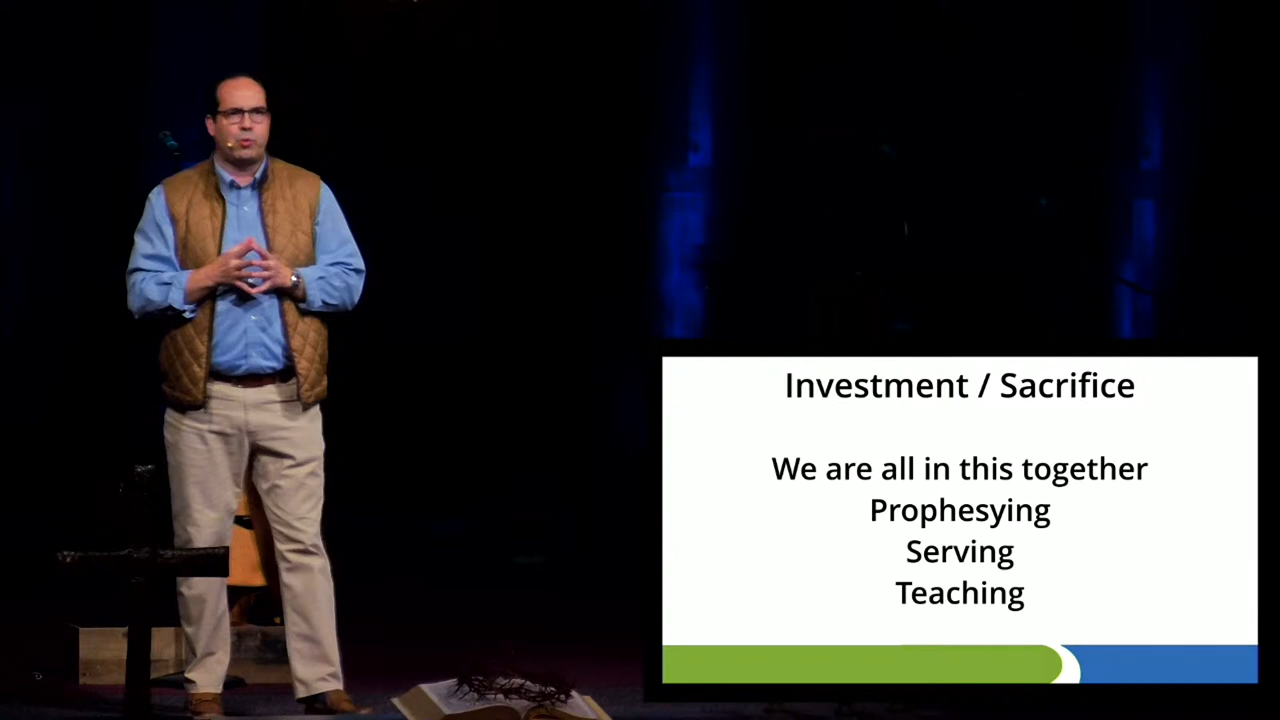 Investment / Sacrifice
We are all in this together
Prophesying
Serving
Teaching